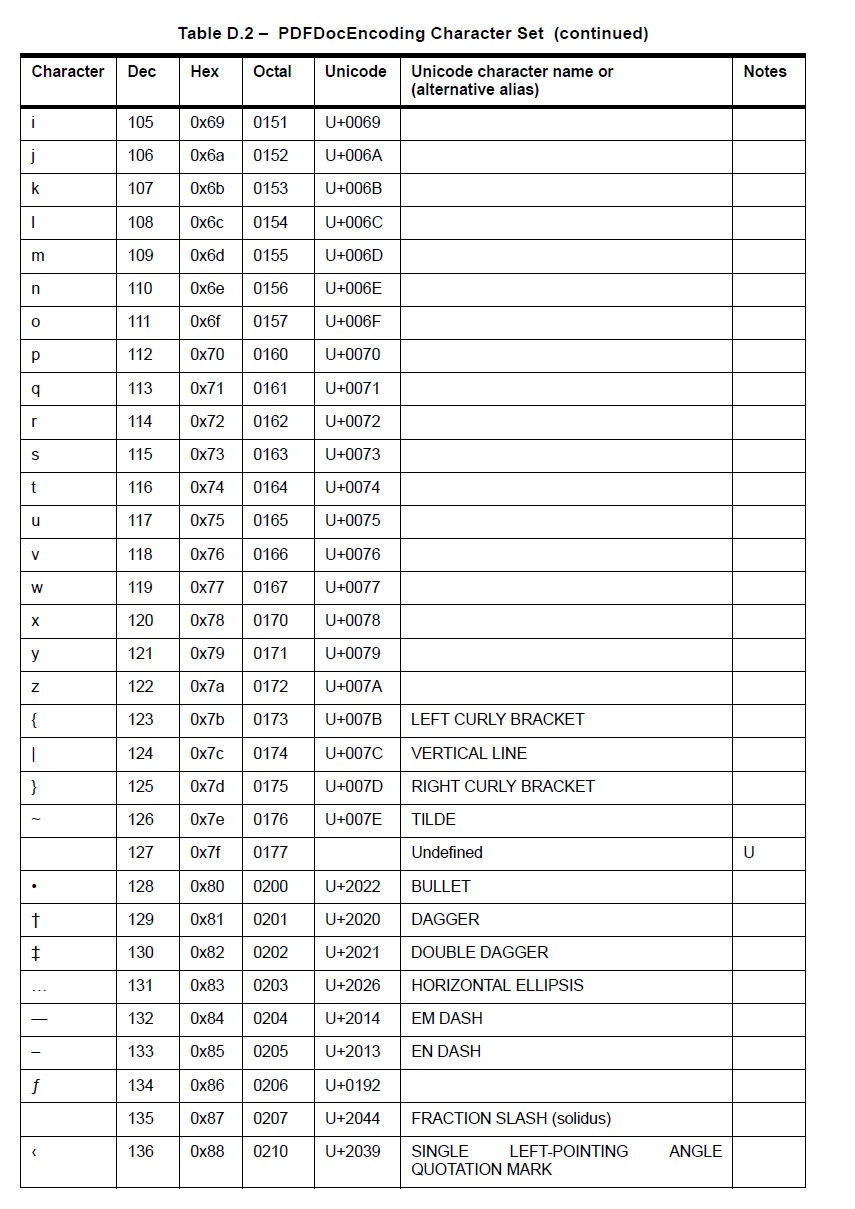 Table D.2 – PDFDocEncoding Character Set (continued)
Character Dec Hex Octal Unicode Unicode character name or (alternative alias) Notes
i 105 0x69 0151 U+0069
j 106 0x6a 0152 U+006A
k 107 0x6b 0153 U+006B
l 108 0x6c 0154 U+006C
m 109 0x6d 0155 U+006D
n 110 0x6e 0156 U+006E
o 111 0x6f 0157 U+006F
p 112 0x70 0160 U+0070
q 113 0x71 0161 U+0071
r 114 0x72 0162 U+0072
s 115 0x73 0163 U+0073
t 116 0x74 0164 U+0074
u 117 0x75 0165 U+0075
v 118 0x76 0166 U+0076
w 119 0x77 0167 U+0077
x 120 0x78 0170 U+0078
y 121 0x79 0171 U+0079
z 122 0x7a 0172 U+007A
{ 123 0x7b 0173 U+007B LEFT CURLY BRACKET
| 124 0x7c 0174 U+007C VERTICAL LINE
} 125 0x7d 0175 U+007D RIGHT CURLY BRACKET
~ 126 0x7e 0176 U+007E TILDE
127 0x7f 0177 Undefined U
• 128 0x80 0200 U+2022 BULLET
† 129 0x81 0201 U+2020 DAGGER
‡ 130 0x82 0202 U+2021 DOUBLE DAGGER
… 131 0x83 0203 U+2026 HORIZONTAL ELLIPSIS
— 132 0x84 0204 U+2014 EM DASH
– 133 0x85 0205 U+2013 EN DASH
ƒ 134 0x86 0206 U+0192
135 0x87 0207 U+2044 FRACTION SLASH (solidus)
‹ 136 0x88 0210 U+2039 SINGLE LEFT-POINTING ANGLE
QUOTATION MARK